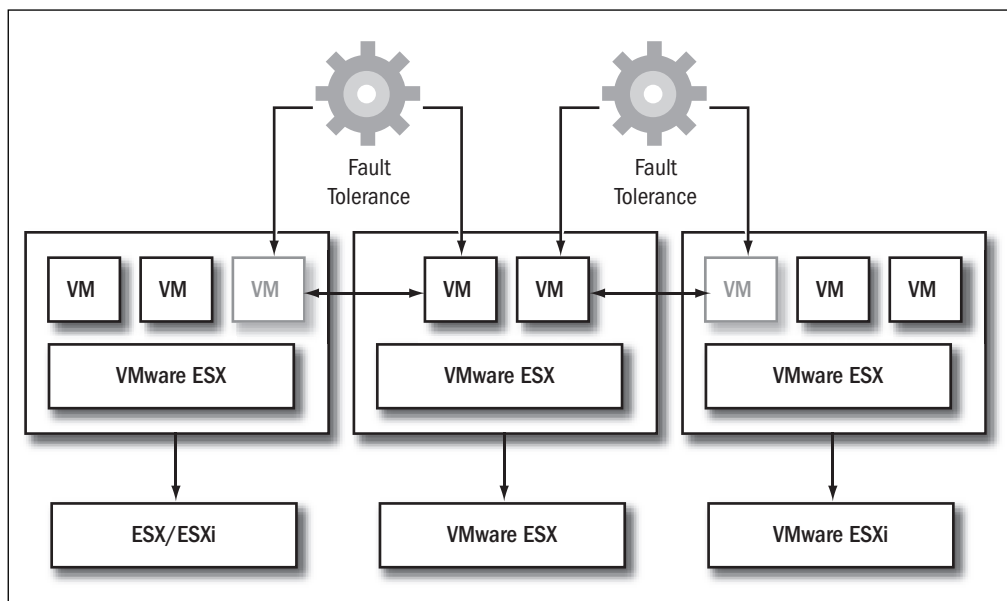 Fault
Tolerance
Fault
Tolerance
VM
VM
VM
VM
VM
VM
VM
VM
VMware ESX
VMware ESX
VMware ESX
ESX/ESXi
VMware ESX
VMware ESXi